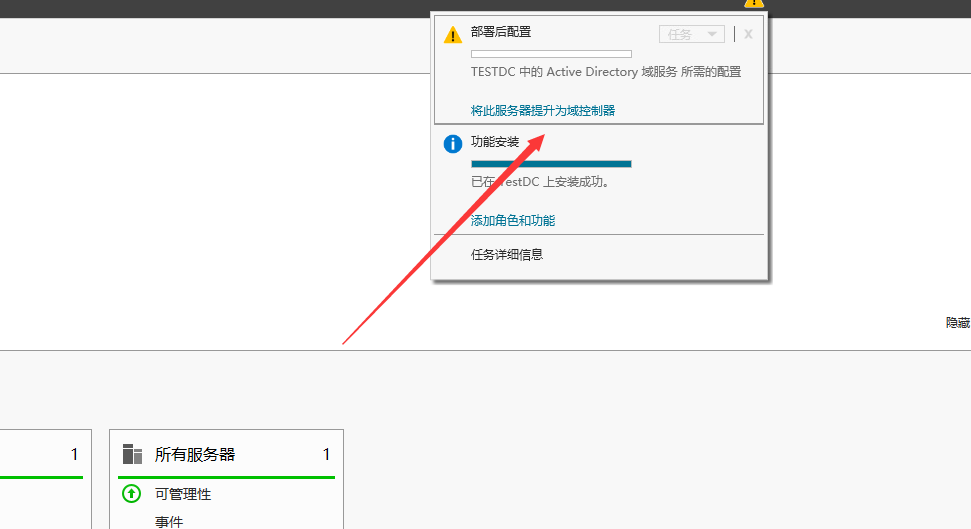 部署后配置
任务
X
TESTDC 中的 Active Directory 域服务 所需的配置
将此服务器提升为域控制器
功能安装
已在 TestDC 上安装成功。
添加角色和功能
任务详细信息
隐藏
1
所有服务器 1
可管理性
事件